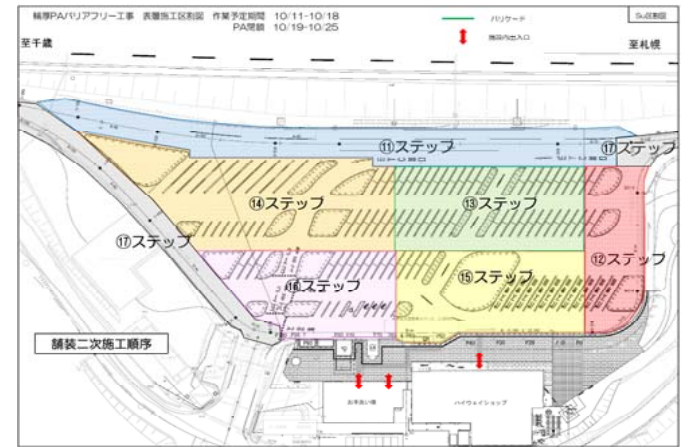 輪厚PAバリアフリー工事 表層施工区割図 作業予定期間 10/11-10/18
PA閉鎖 10/19-10/25
バリケード
施設内出入口
至千歳
至札幌
⑪ステップ
⑰ステップ
⑭ステップ
⑬ステップ
⑰ステップ
⑫ステップ
⑯ステップ
⑮ステップ
舗装二次施工順序
お手洗い棟
ハイウェイショップ